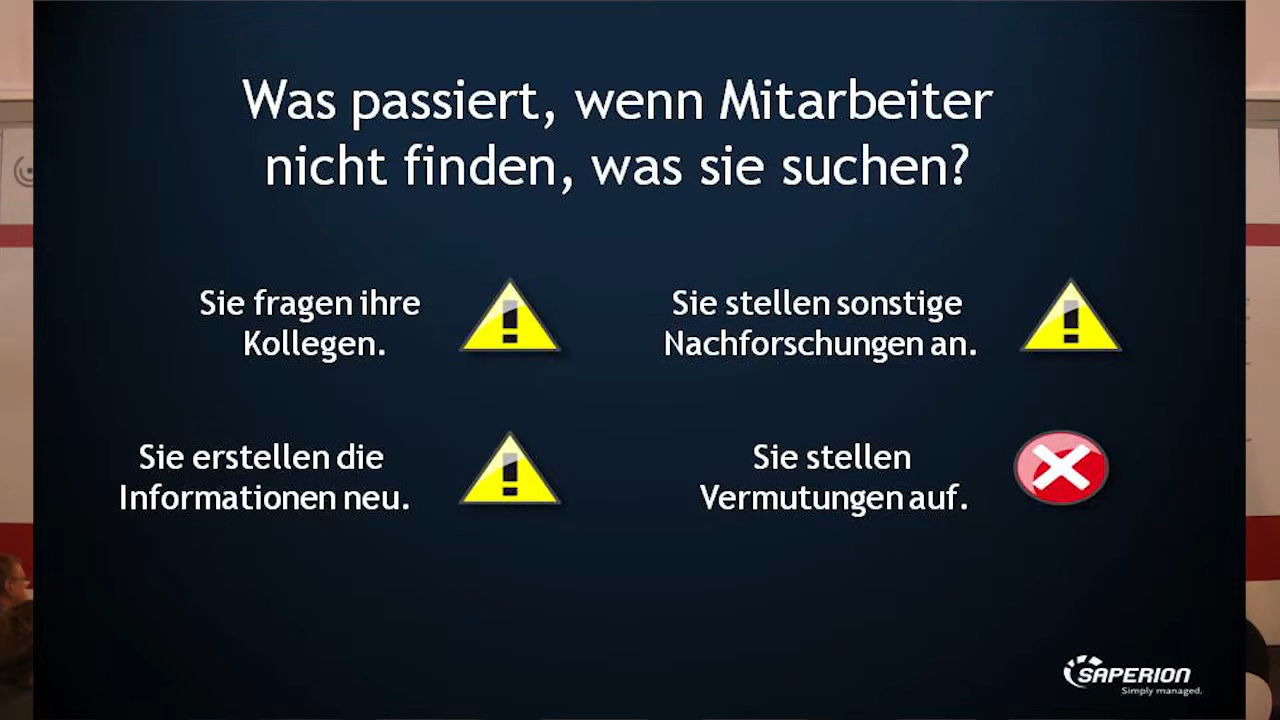 Was passiert, wenn Mitarbeiter
nicht finden, was sie suchen?
Sie fragen ihre
Kollegen.
Sie stellen sonstige
Nachforschungen an.
Sie erstellen die
Informationen neu.
Sie stellen
Vermutungen auf.
SAPERION
Simply managed.